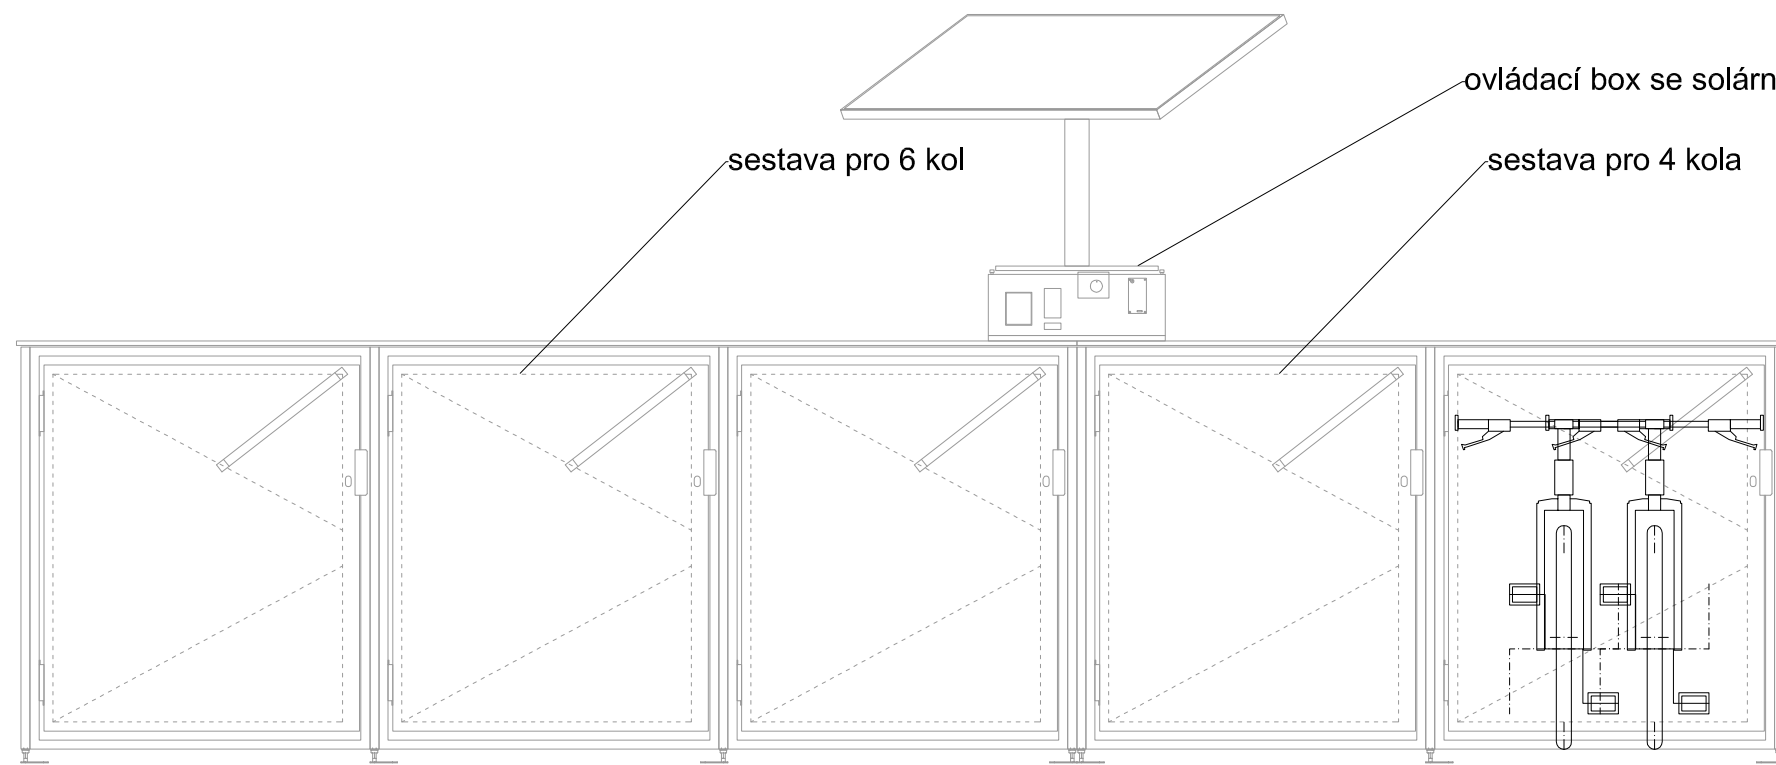 ovládací box se solárn
sestava pro 6 kol
sestava pro 4 kola